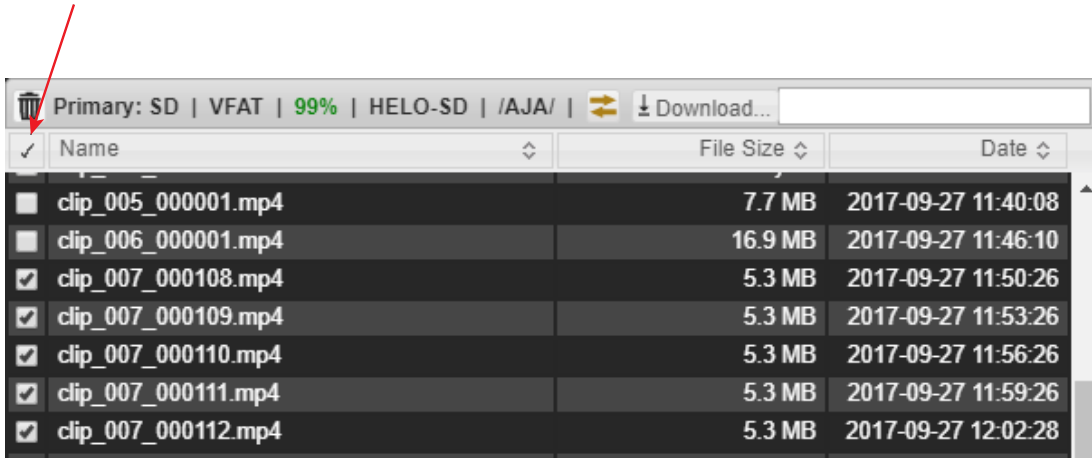 Primary: SD | VFAT | 99% | HELO-SD | /AJA/ | Download...
Name File Size Date
clip_005_000001.mp4 7.7 MB 2017-09-27 11:40:08
clip_006_000001.mp4 16.9 MB 2017-09-27 11:46:10
clip_007_000108.mp4 5.3 MB 2017-09-27 11:50:26
clip_007_000109.mp4 5.3 MB 2017-09-27 11:53:26
clip_007_000110.mp4 5.3 MB 2017-09-27 11:56:26
clip_007_000111.mp4 5.3 MB 2017-09-27 11:59:26
clip_007_000112.mp4 5.3 MB 2017-09-27 12:02:28